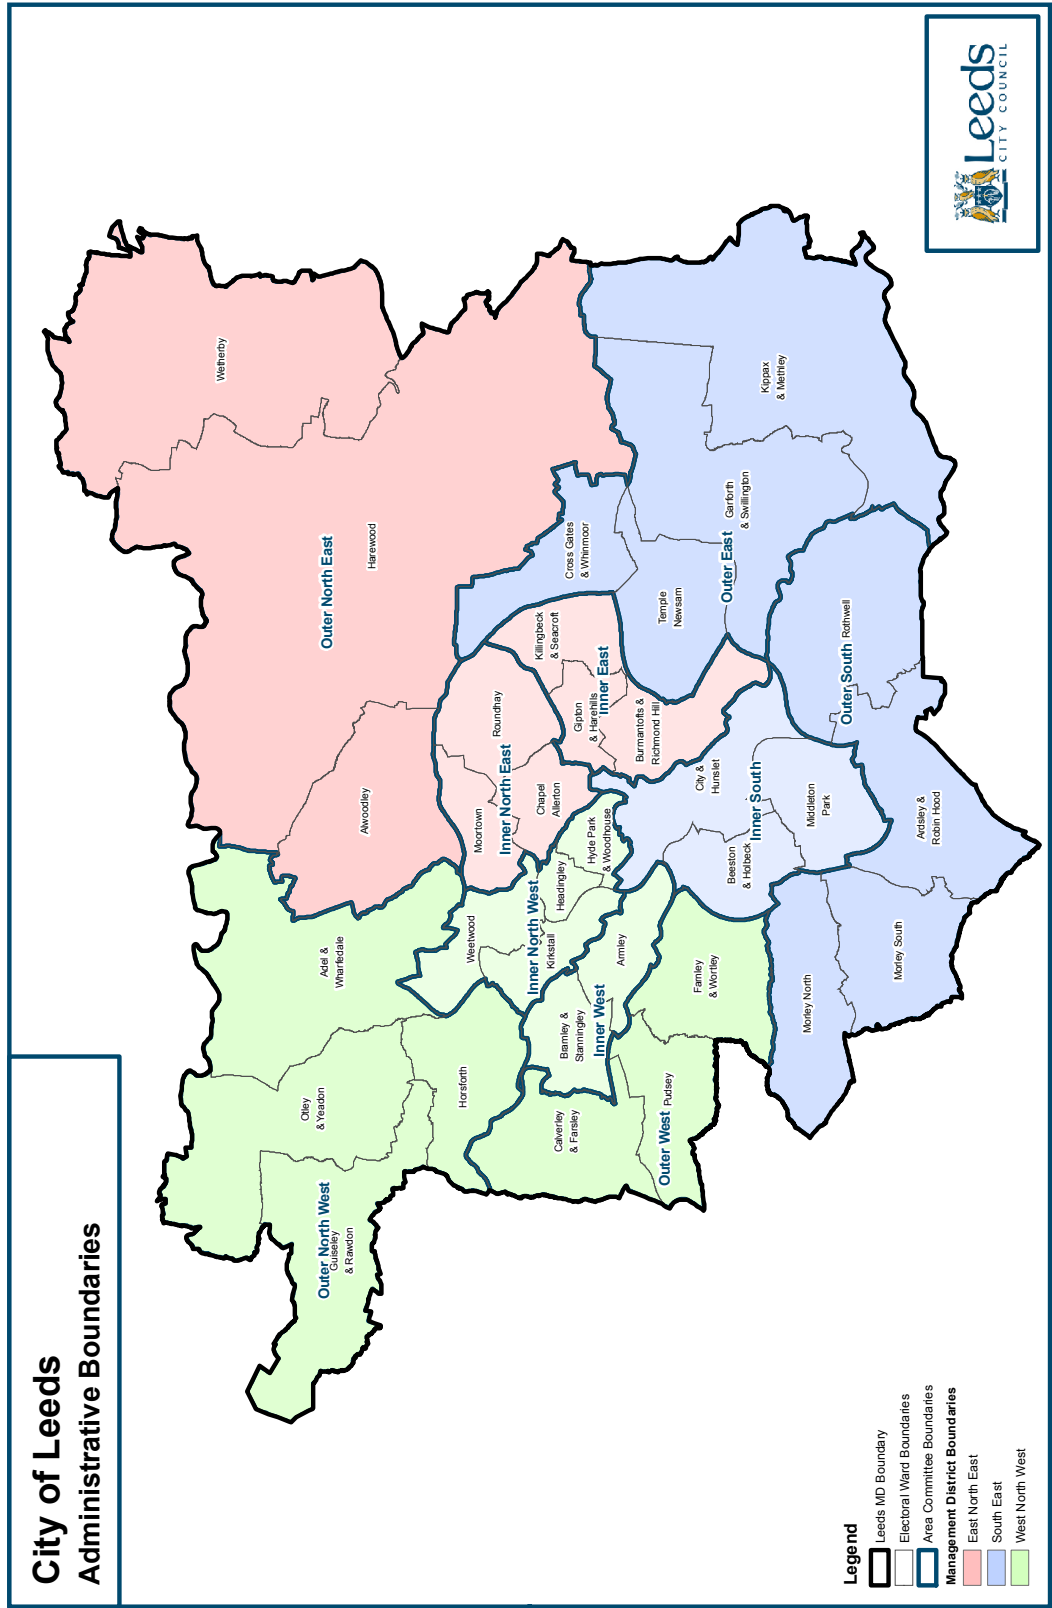 City of Leeds
Administrative Boundaries
Wetherby
Harewood
Outer North East
Alwoodley
Adel &
Wharfedale
Otley
& Yeadon
Outer North West
Guiseley
& Rawdon
Horsforth
Weetwood
Inner North West
Kirkstall
Headingley
Hyde Park
& Woodhouse
Moortown
Inner North East
Roundhay
Chapel
Allerton
Killingbeck
& Seacroft
Inner East
Gipton
& Harehills
Burmantofts &
Richmond Hill
Cross Gates
& Whinmoor
Temple
Newsam
Outer East
Garforth
& Swillington
Kippax
& Methley
Calverley
& Farsley
Bramley &
Stanningley
Inner West
Armley
Outer West
Pudsey
Farnley
& Wortley
City &
Hunslet
Inner South
Beeston
& Holbeck
Middleton
Park
Outer South
Rothwell
Ardsley &
Robin Hood
Morley North
Morley South
Legend
Leeds MD Boundary
Electoral Ward Boundaries
Area Committee Boundaries
Management District Boundaries
East North East
South East
West North West
Leeds
CITY COUNCIL